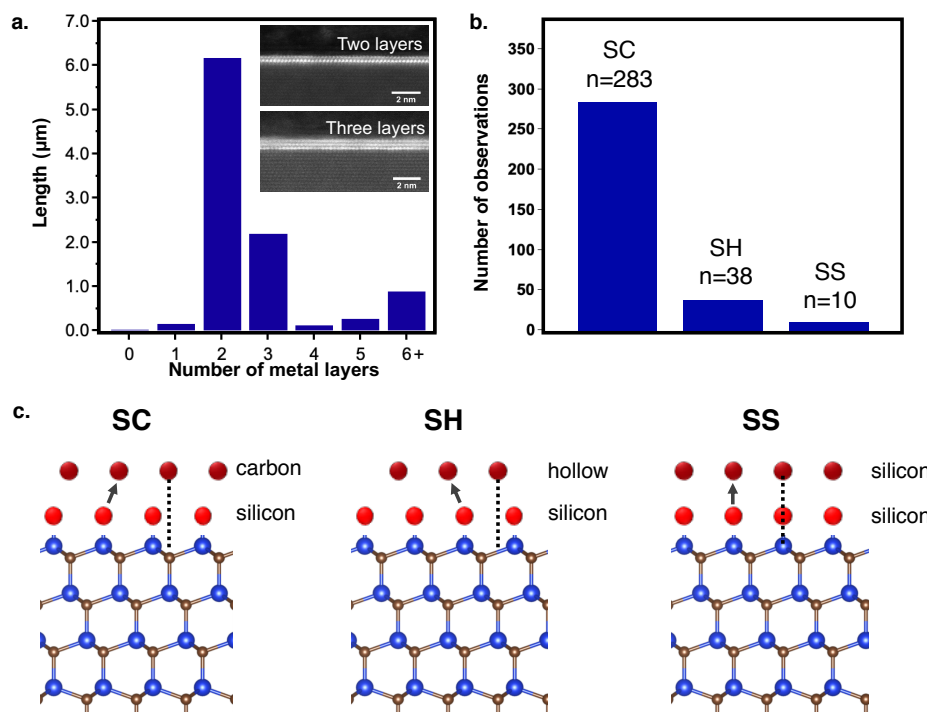 a.
7.0
6.0
5.0
4.0
3.0
2.0
1.0
0.0
Length (µm)
0 1 2 3 4 5 6+
Number of metal layers
Two layers
2 nm
Three layers
2 nm
b.
350
300
250
200
150
100
50
0
Number of observations
SC
n=283
SH
n=38
SS
n=10
c.
SC
carbon
silicon
SH
hollow
silicon
SS
silicon
silicon